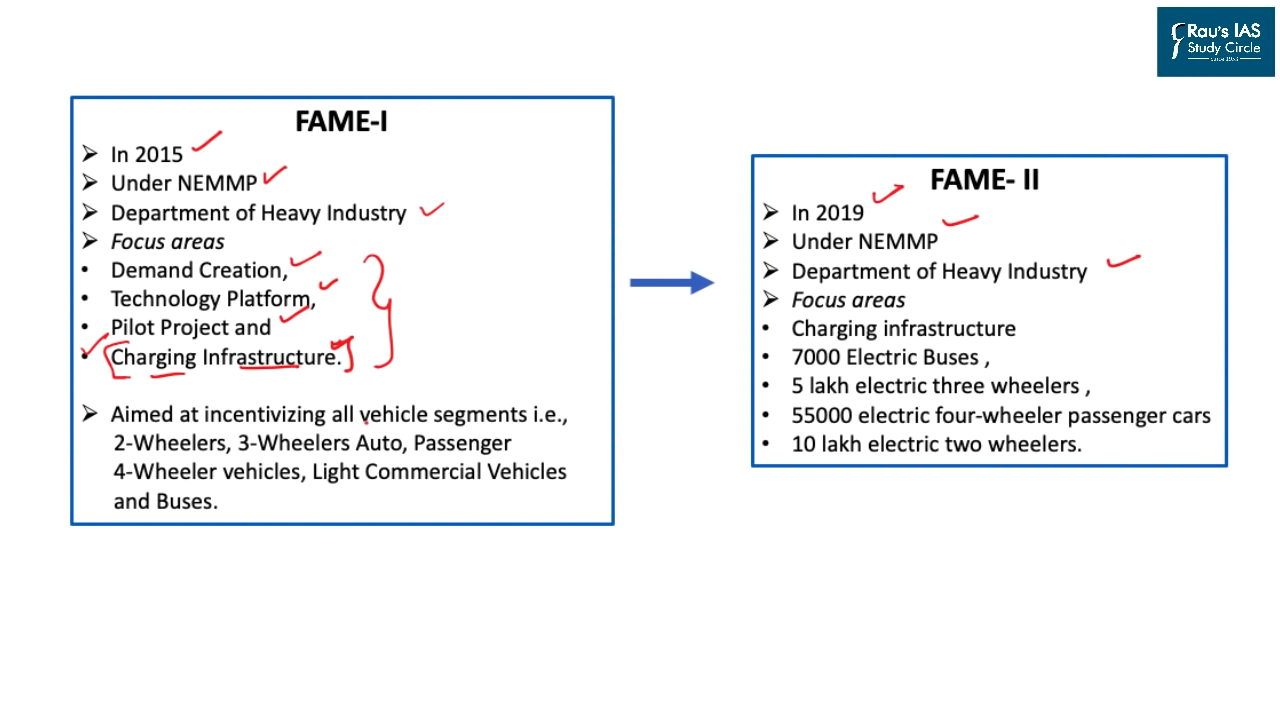 Rau's IAS
Study Circle
since 1953
FAME-I
➢ In 2015
➢ Under NEMMP
➢ Department of Heavy Industry
➢ Focus areas
• Demand Creation,
• Technology Platform,
• Pilot Project and
• Charging Infrastructure.
➢ Aimed at incentivizing all vehicle segments i.e.,
2-Wheelers, 3-Wheelers Auto, Passenger
4-Wheeler vehicles, Light Commercial Vehicles
and Buses.
FAME- II
➢ In 2019
➢ Under NEMMP
➢ Department of Heavy Industry
➢ Focus areas
• Charging infrastructure
• 7000 Electric Buses ,
• 5 lakh electric three wheelers ,
• 55000 electric four-wheeler passenger cars
• 10 lakh electric two wheelers.